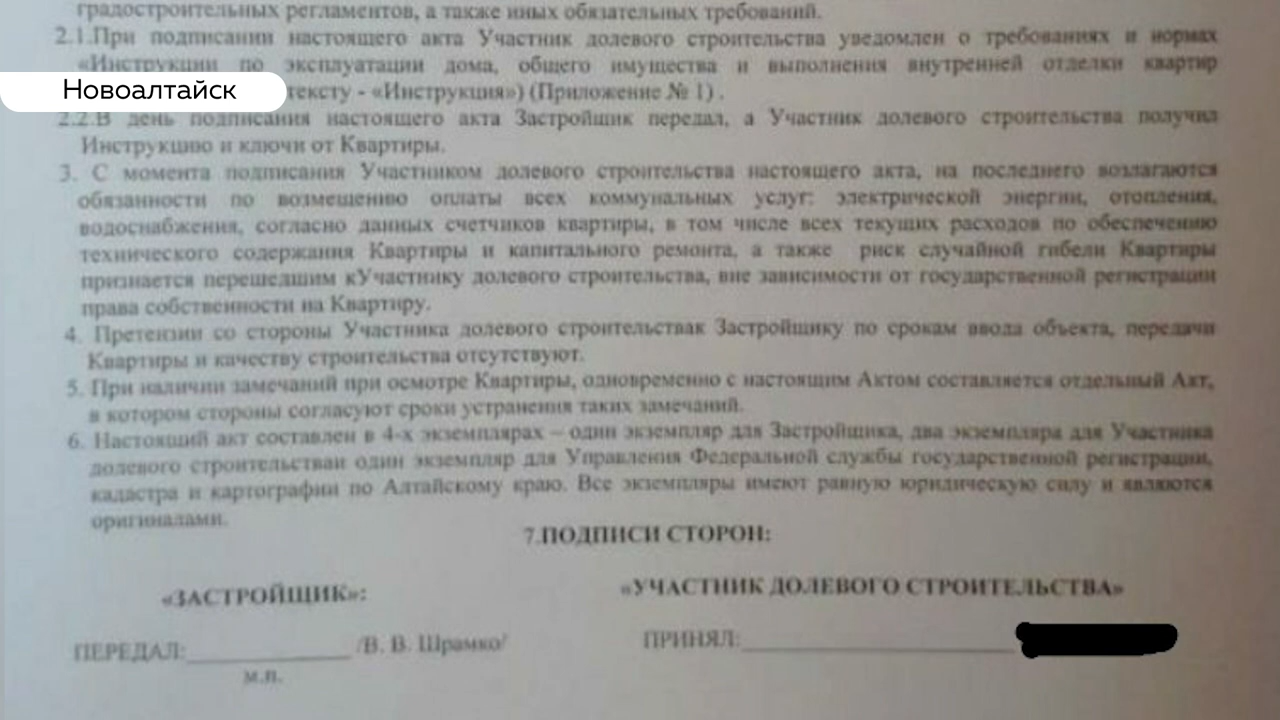 градостроительных регламентов, а также иных обязательных требований.
2.1.При подписании настоящего акта Участник долевого строительства уведомлен о требованиях и нормах
«Инструкции по эксплуатации дома, общего имущества и выполнения внутренней отделки квартир
Новоалтайск
тексту - «Инструкция») (Приложение № 1) .
2.2.В день подписания настоящего акта Застройщик передал, а Участник долевого строительства получил
Инструкцию и ключи от Квартиры.
3. С момента подписания Участником долевого строительства настоящего акта, на последнего возлагаются
обязанности по возмещению оплаты всех коммунальных услуг: электрической энергии, отопления,
водоснабжения, согласно данных счетчиков квартиры, в том числе всех текущих расходов по обеспечению
технического содержания Квартиры и капитального ремонта, а также риск случайной гибели Квартиры
признается перешедшим кУчастнику долевого строительства, вне зависимости от государственной регистрации
права собственности на Квартиру.
4. Претензии со стороны Участника долевого строительствак Застройщику по срокам ввода объекта, передачи
Квартиры и качеству строительства отсутствуют.
5. При наличии замечаний при осмотре Квартиры, одновременно с настоящим Актом составляется отдельный Акт,
в котором стороны согласуют сроки устранения таких замечаний.
6. Настоящий акт составлен в 4-х экземплярах – один экземпляр для Застройщика, два экземпляра для Участника
долевого строительстваи один экземпляр для Управления Федеральной службы государственной регистрации,
кадастра и картографии по Алтайскому краю. Все экземпляры имеют равную юридическую силу и являются
оригиналами.
7.ПОДПИСИ СТОРОН:
«ЗАСТРОЙЩИК»:
«УЧАСТНИК ДОЛЕВОГО СТРОИТЕЛЬСТВА»
ПЕРЕДАЛ:______________ /В. В. Шрамко/
ПРИНЯЛ:_______________________
м.п.